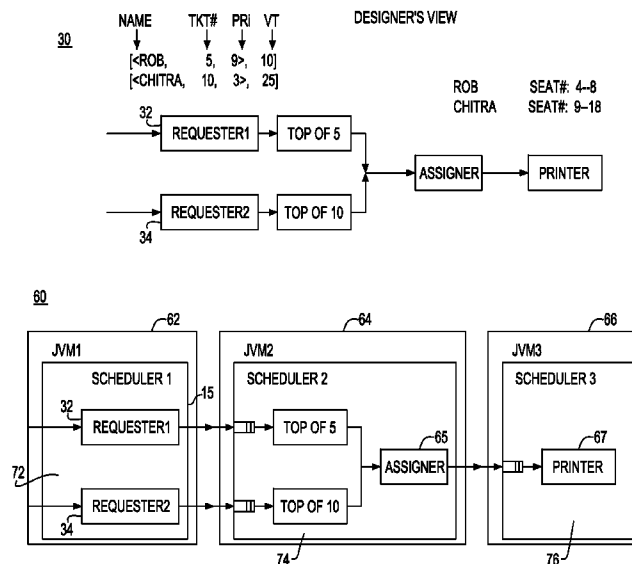 NAME TKT# PRI VT DESIGNER'S VIEW
30
[<ROB, 5, 9>, 10]
[<CHITRA, 10, 3>, 25]
ROB SEAT#: 4–8
CHITRA SEAT#: 9–18
32
REQUESTER1 TOP OF 5
ASSIGNER PRINTER
REQUESTER2 TOP OF 10
34
60
62 64 66
JVM1 JVM2 JVM3
SCHEDULER 1 15 SCHEDULER 2 SCHEDULER 3
32
REQUESTER1 TOP OF 5 65 67
72 ASSIGNER PRINTER
REQUESTER2 TOP OF 10
34 74 76